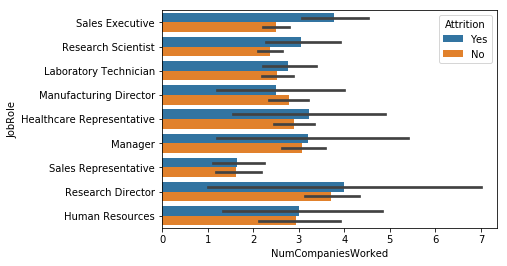 Sales Executive
Research Scientist
Laboratory Technician
Manufacturing Director
Healthcare Representative
Manager
Sales Representative
Research Director
Human Resources
JobRole
Attrition
Yes
No
0 1 2 3 4 5 6 7
NumCompaniesWorked